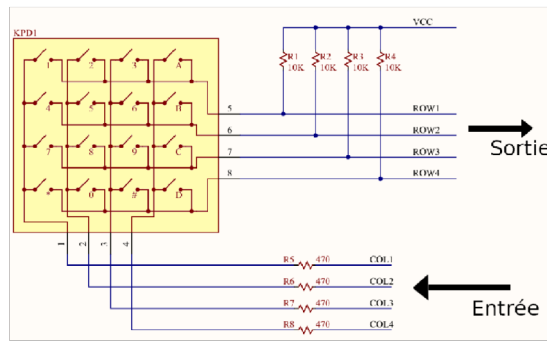 KPD1
VCC
R1 R2 R3 R4
10K 10K 10K 10K
1 2 3 A
4 5 6 B
7 8 9 C
* 0 # D
5 ROW1
6 ROW2
7 ROW3
8 ROW4
Sortie
1 2 3 4
R5 470 COL1
R6 470 COL2
R7 470 COL3
R8 470 COL4
Entrée